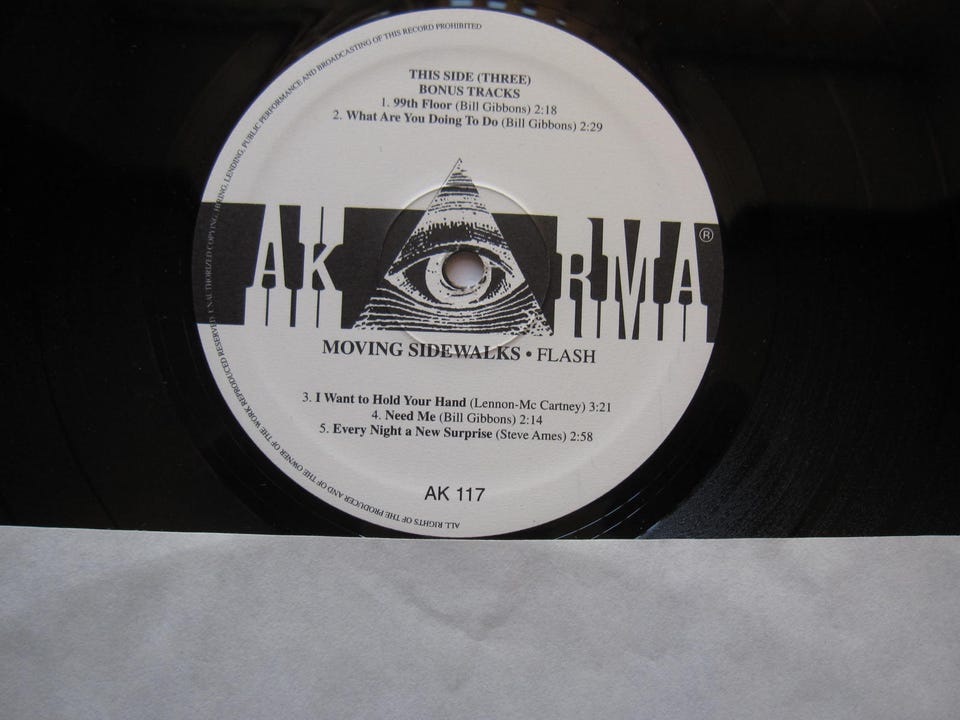 THIS SIDE (THREE)
BONUS TRACKS
1. 99th Floor (Bill Gibbons) 2:18
2. What Are You Doing To Do (Bill Gibbons) 2:29
AK RMA ®
MOVING SIDEWALKS • FLASH
3. I Want to Hold Your Hand (Lennon-Mc Cartney) 3:21
4. Need Me (Bill Gibbons) 2:14
5. Every Night a New Surprise (Steve Ames) 2:58
AK 117
ALL RIGHTS OF THE PRODUCER AND OF THE OWNER OF THE WORK REPRODUCED RESERVED. UNAUTHORIZED COPYING, HIRING, LENDING, PUBLIC PERFORMANCE AND BROADCASTING OF THIS RECORD PROHIBITED